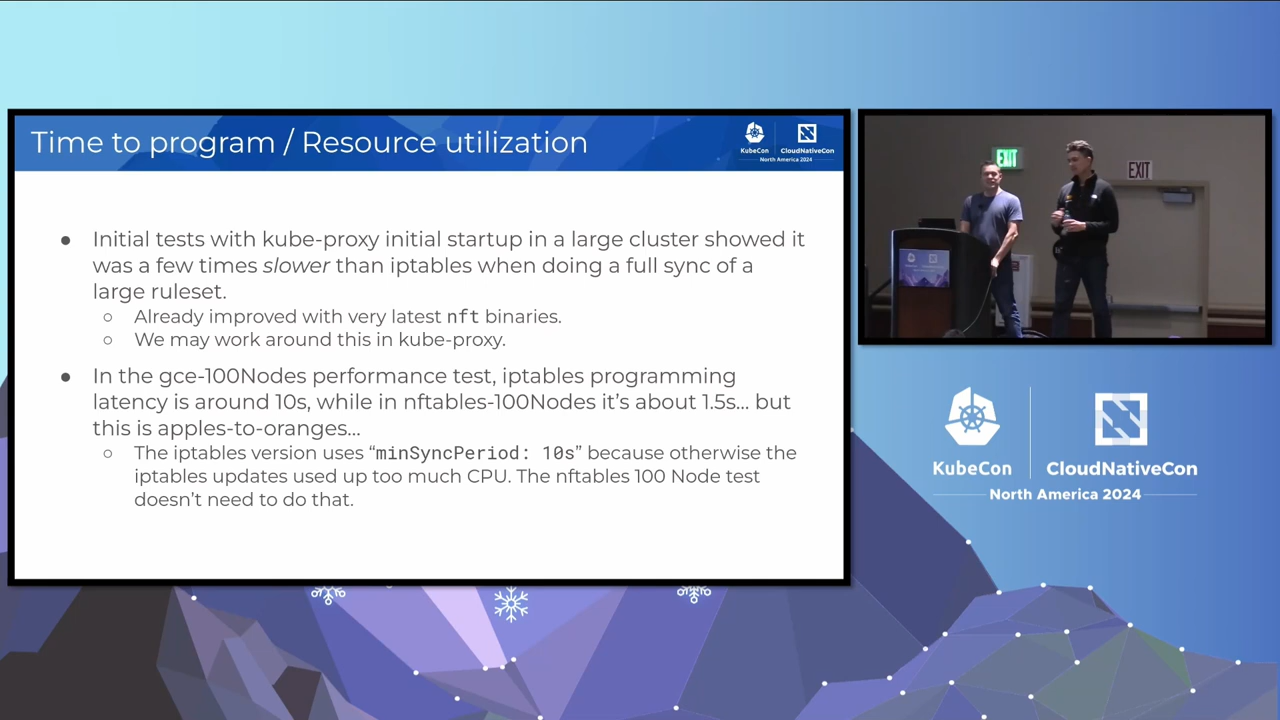 Time to program / Resource utilization
KubeCon
CloudNativeCon
North America 2024
● Initial tests with kube-proxy initial startup in a large cluster showed it
was a few times slower than iptables when doing a full sync of a
large ruleset.
○ Already improved with very latest nft binaries.
○ We may work around this in kube-proxy.
● In the gce-100Nodes performance test, iptables programming
latency is around 10s, while in nftables-100Nodes it's about 1.5s... but
this is apples-to-oranges...
○ The iptables version uses “minSyncPeriod: 10s” because otherwise the
iptables updates used up too much CPU. The nftables 100 Node test
doesn't need to do that.
EXIT
EXIT
KubeCon
CloudNativeCon
North America 2024